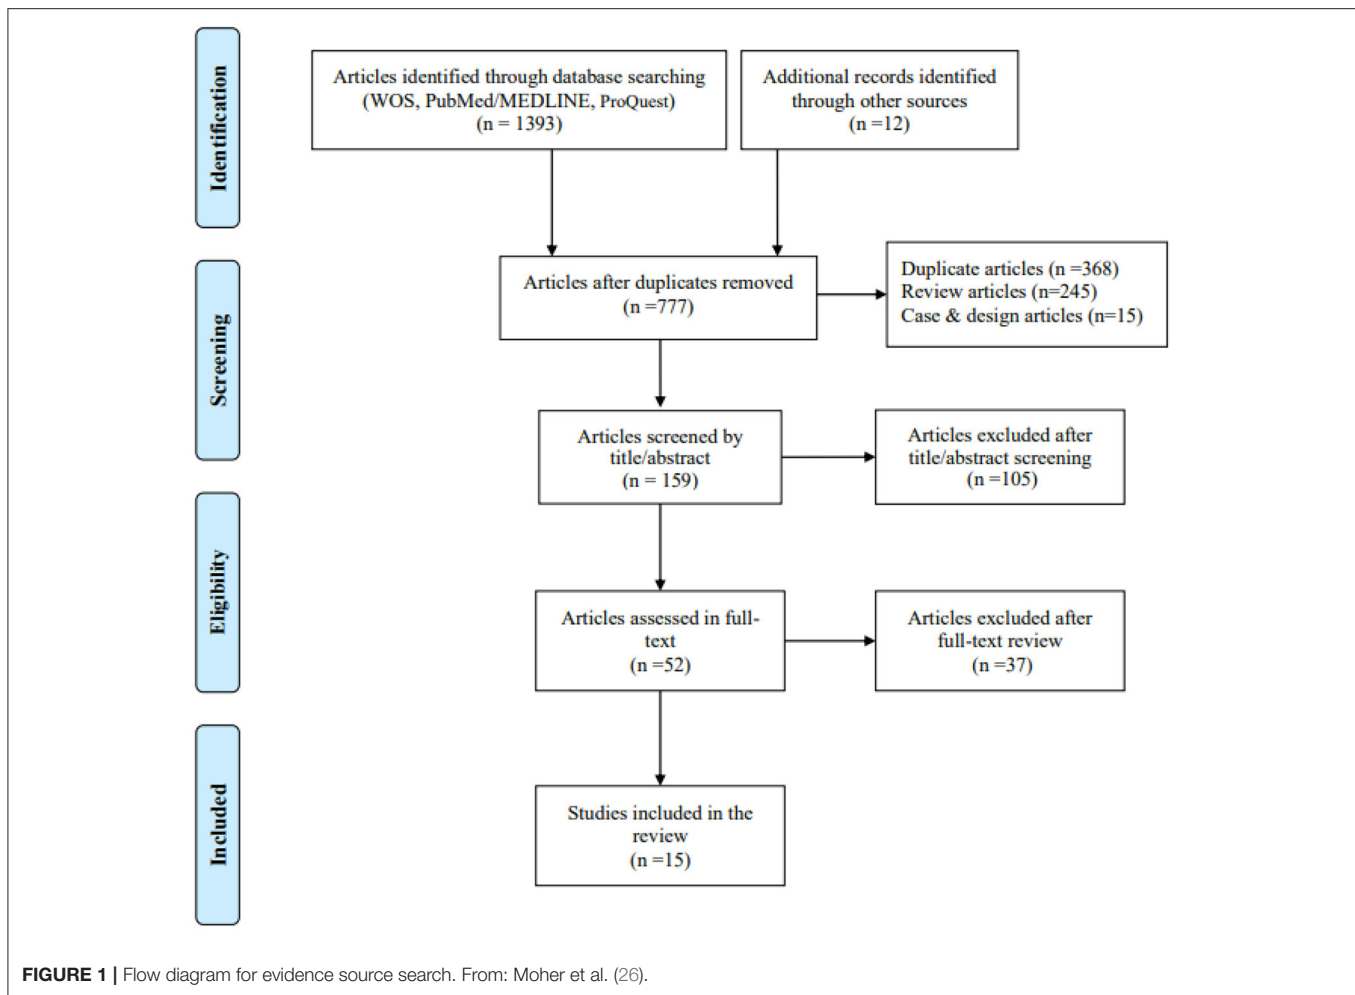 Identification
Articles identified through database searching
(WOS, PubMed/MEDLINE, ProQuest)
(n = 1393)
Additional records identified
through other sources
(n =12)
Screening
Articles after duplicates removed
(n =777)
Duplicate articles (n =368)
Review articles (n=245)
Case & design articles (n=15)
Articles screened by
title/abstract
(n = 159)
Articles excluded after
title/abstract screening
(n =105)
Eligibility
Articles assessed in full-
text
(n =52)
Articles excluded after
full-text review
(n =37)
Included
Studies included in the
review
(n =15)
FIGURE 1 | Flow diagram for evidence source search. From: Moher et al. (26).